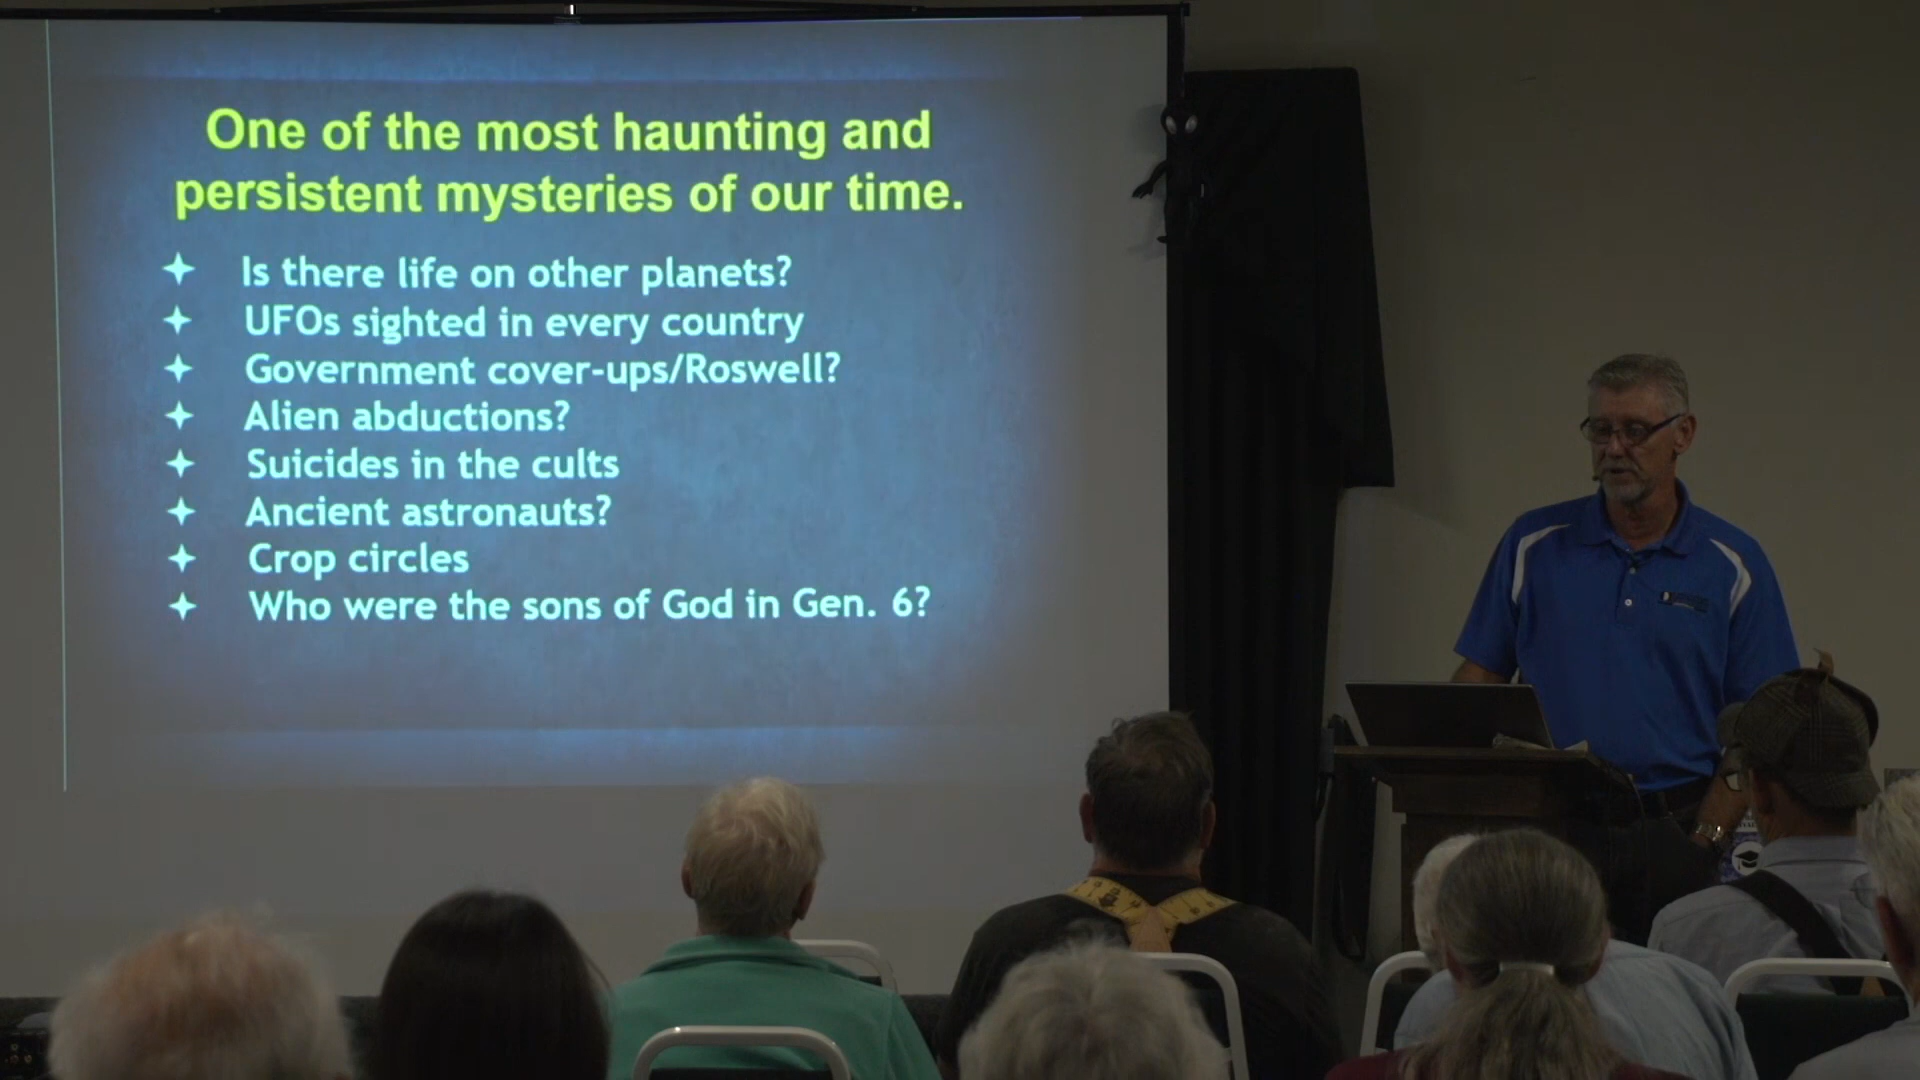 One of the most haunting and
persistent mysteries of our time.
Is there life on other planets?
UFOs sighted in every country
Government cover-ups/Roswell?
Alien abductions?
Suicides in the cults
Ancient astronauts?
Crop circles
Who were the sons of God in Gen. 6?